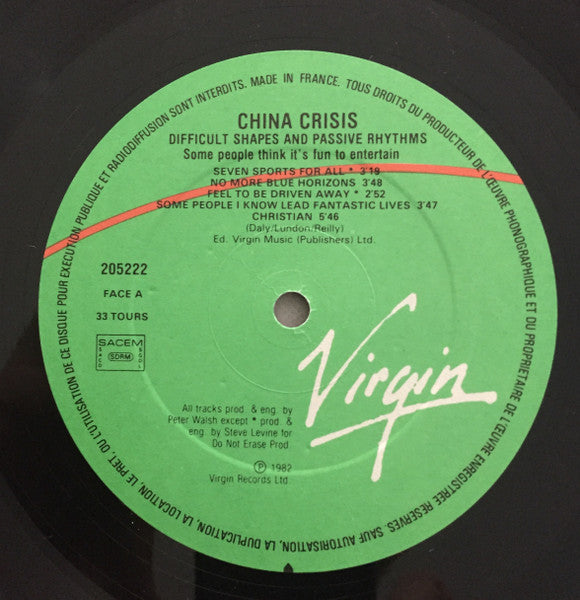 TOUS DROITS DU PRODUCTEUR DE L'ŒUVRE PHONOGRAPHIQUE ET DU PROPRIETAIRE DE L'ŒUVRE ENREGISTREE RESERVES. SAUF AUTORISATION, LA DUPLICATION, LA LOCATION, LE PRET, OU L'UTILISATION DE CE DISQUE POUR EXECUTION PUBLIQUE ET RADIODIFFUSION SONT INTERDITS. MADE IN FRANCE.
CHINA CRISIS
DIFFICULT SHAPES AND PASSIVE RHYTHMS
Some people think it's fun to entertain
SEVEN SPORTS FOR ALL * 3'18
NO MORE BLUE HORIZONS 3'48
FEEL TO BE DRIVEN AWAY * 2'52
SOME PEOPLE I KNOW LEAD FANTASTIC LIVES 3'47
CHRISTIAN 5'46
(Daly/London/Reilly)
Ed. Virgin Music (Publishers) Ltd.
205222
FACE A
33 TOURS
SACEM
SACD
SDRM
SGDL
Virgin
All tracks prod. & eng. by
Peter Walsh except * prod. &
eng. by Steve Levine for
Do Not Erase Prod.
℗ 1982
Virgin Records Ltd.